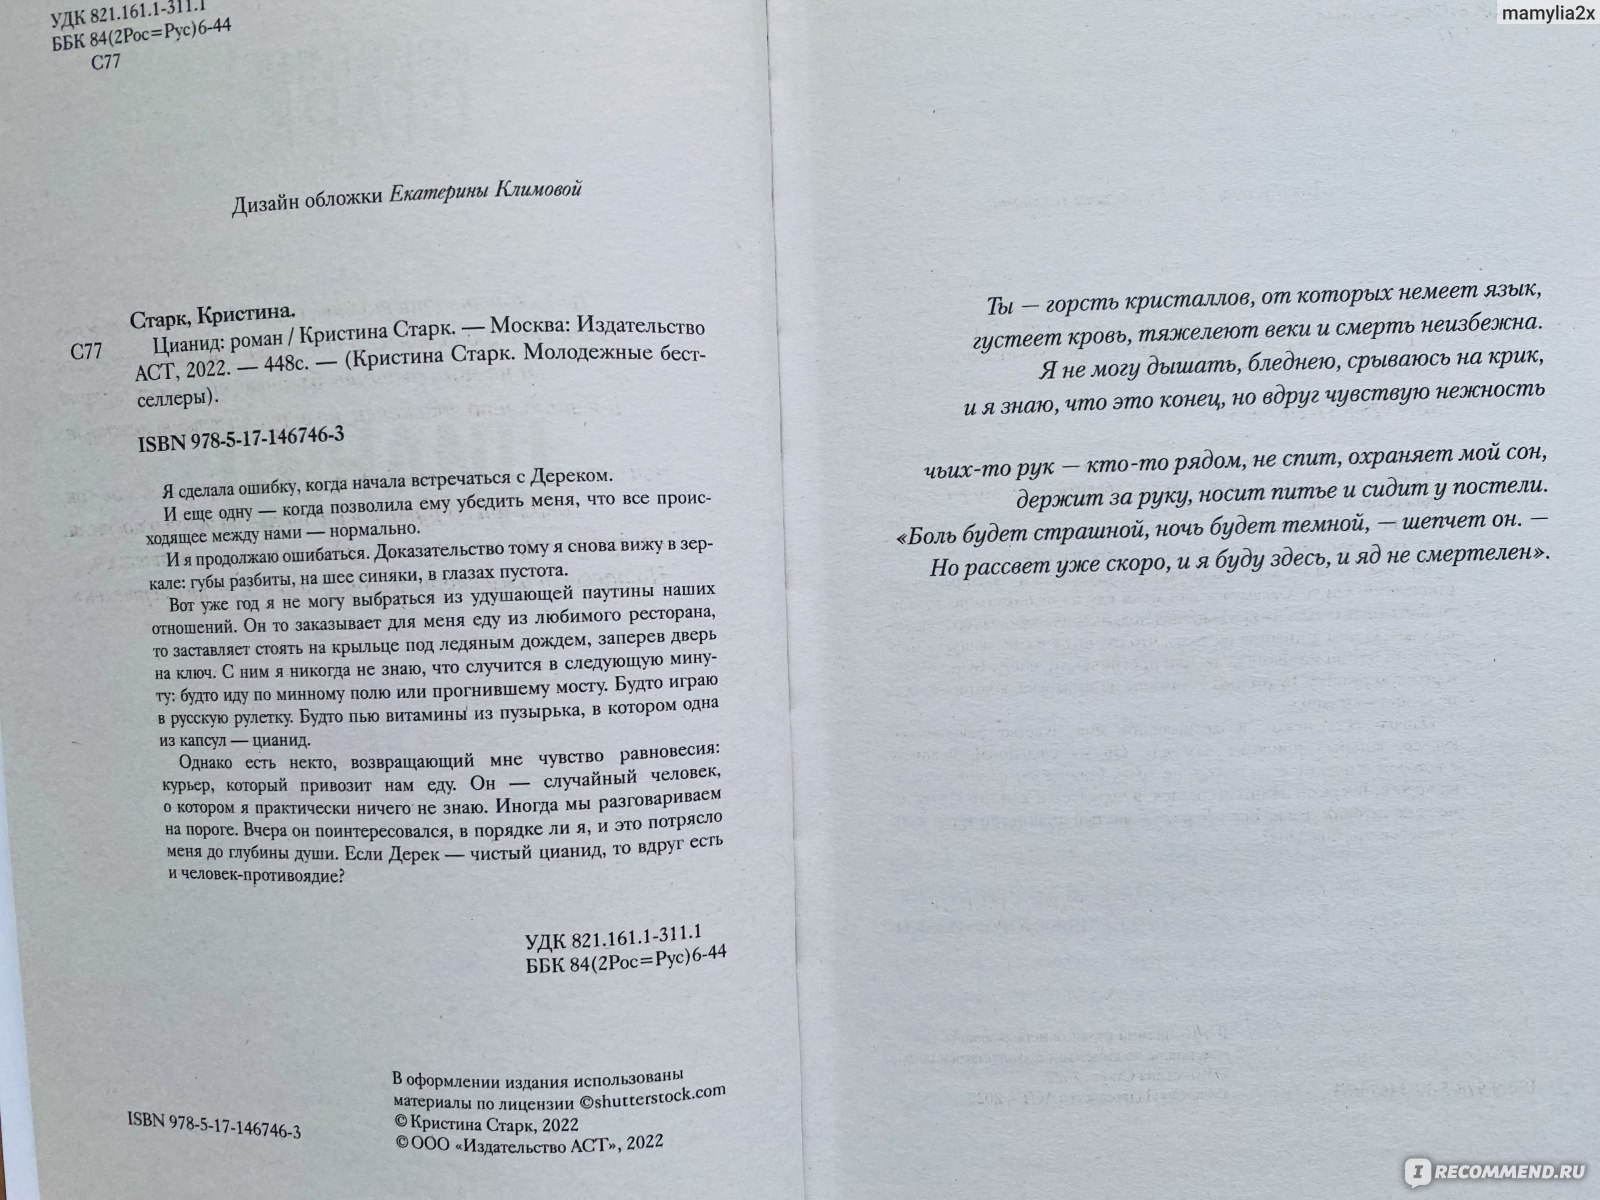 УДК 821.161.1-311.1
ББК 84(2Рос=Рус)6-44
С77
Дизайн обложки Екатерины Климовой
Старк, Кристина.
С77
Цианид: роман / Кристина Старк. — Москва: Издательство
АСТ, 2022. — 448с. — (Кристина Старк. Молодежные бест-
селлеры).
ISBN 978-5-17-146746-3
Я сделала ошибку, когда начала встречаться с Дереком.
И еще одну — когда позволила ему убедить меня, что все проис-
ходящее между нами — нормально.
И я продолжаю ошибаться. Доказательство тому я снова вижу в зер-
кале: губы разбиты, на шее синяки, в глазах пустота.
Вот уже год я не могу выбраться из удушающей паутины наших
отношений. Он то заказывает для меня еду из любимого ресторана,
то заставляет стоять на крыльце под ледяным дождем, заперев дверь
на ключ. С ним я никогда не знаю, что случится в следующую мину-
ту: будто иду по минному полю или прогнившему мосту. Будто играю
в русскую рулетку. Будто пью витамины из пузырька, в котором одна
из капсул — цианид.
Однако есть некто, возвращающий мне чувство равновесия:
курьер, который привозит нам еду. Он — случайный человек,
о котором я практически ничего не знаю. Иногда мы разговариваем
на пороге. Вчера он поинтересовался, в порядке ли я, и это потрясло
меня до глубины души. Если Дерек — чистый цианид, то вдруг есть
и человек-противоядие?
УДК 821.161.1-311.1
ББК 84(2Рос=Рус)6-44
В оформлении издания использованы
материалы по лицензии ©shutterstock.com
© Кристина Старк, 2022
© ООО «Издательство АСТ», 2022
ISBN 978-5-17-146746-3
Ты — горсть кристаллов, от которых немеет язык,
густеет кровь, тяжелеют веки и смерть неизбежна.
Я не могу дышать, бледнею, срываюсь на крик,
и я знаю, что это конец, но вдруг чувствую нежность
чьих-то рук — кто-то рядом, не спит, охраняет мой сон,
держит за руку, носит питье и сидит у постели.
«Боль будет страшной, ночь будет темной, — шепчет он. —
Но рассвет уже скоро, и я буду здесь, и яд не смертелен».
mamylia2x
IRECOMMEND.RU